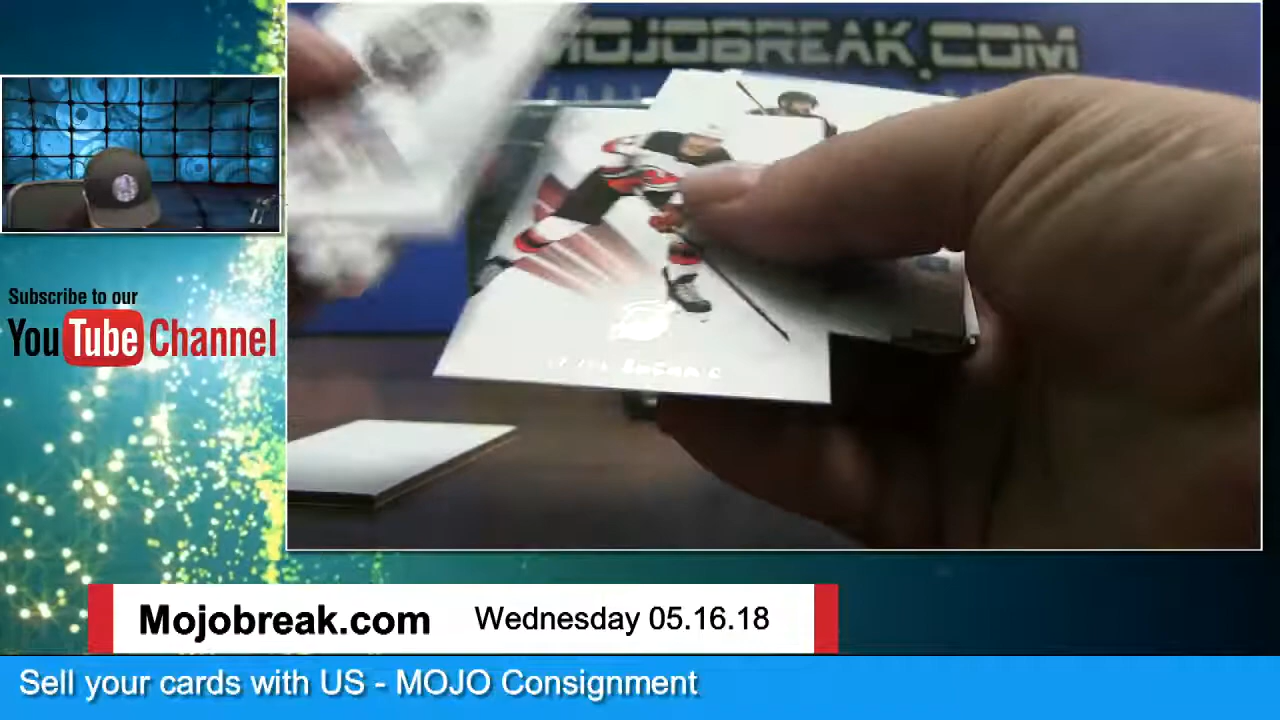 MOJOBREAK.COM
Subscribe to our
YouTube Channel
Mojobreak.com
Wednesday 05.16.18
Sell your cards with US - MOJO Consignment